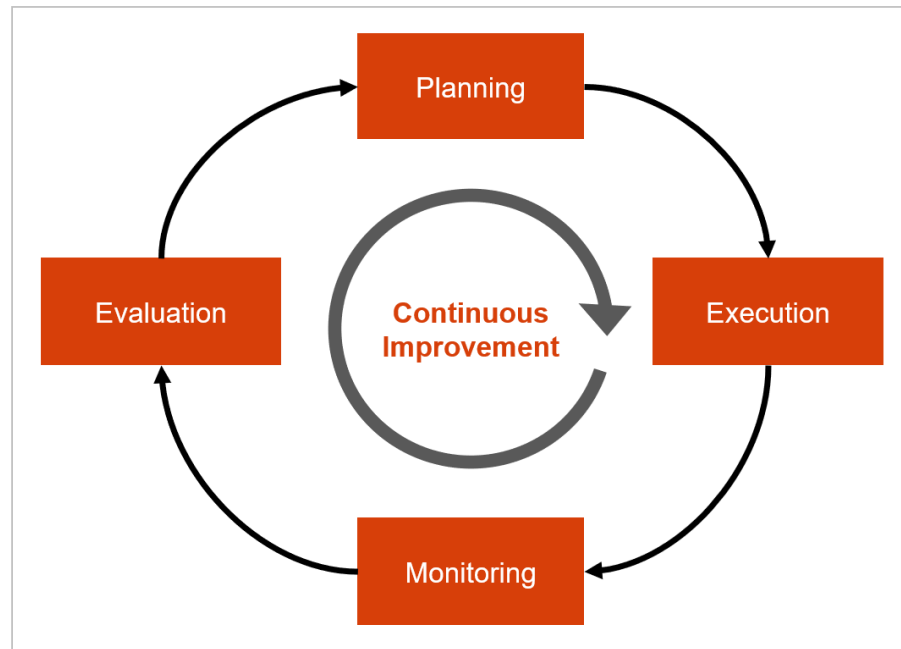 Planning
Evaluation
Continuous
Improvement
Execution
Monitoring